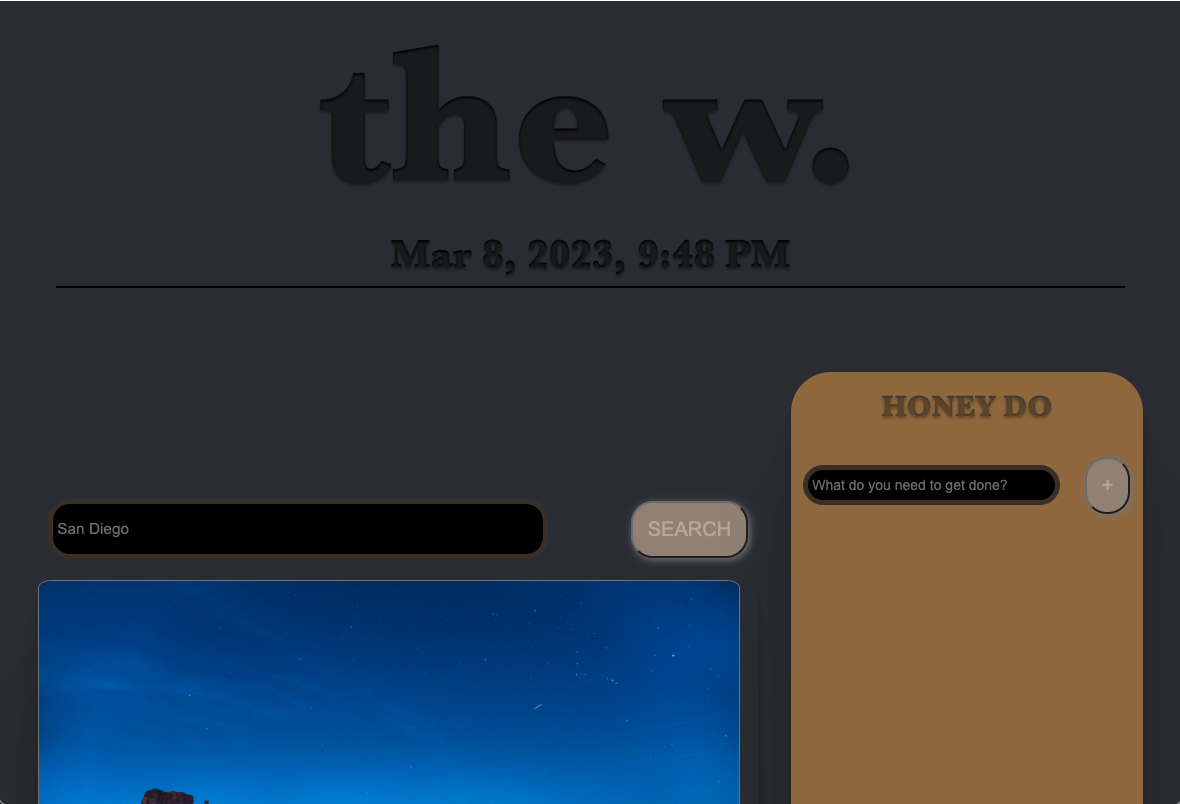 the w.
Mar 8, 2023, 9:48 PM
HONEY DO
What do you need to get done?
+
San Diego
SEARCH